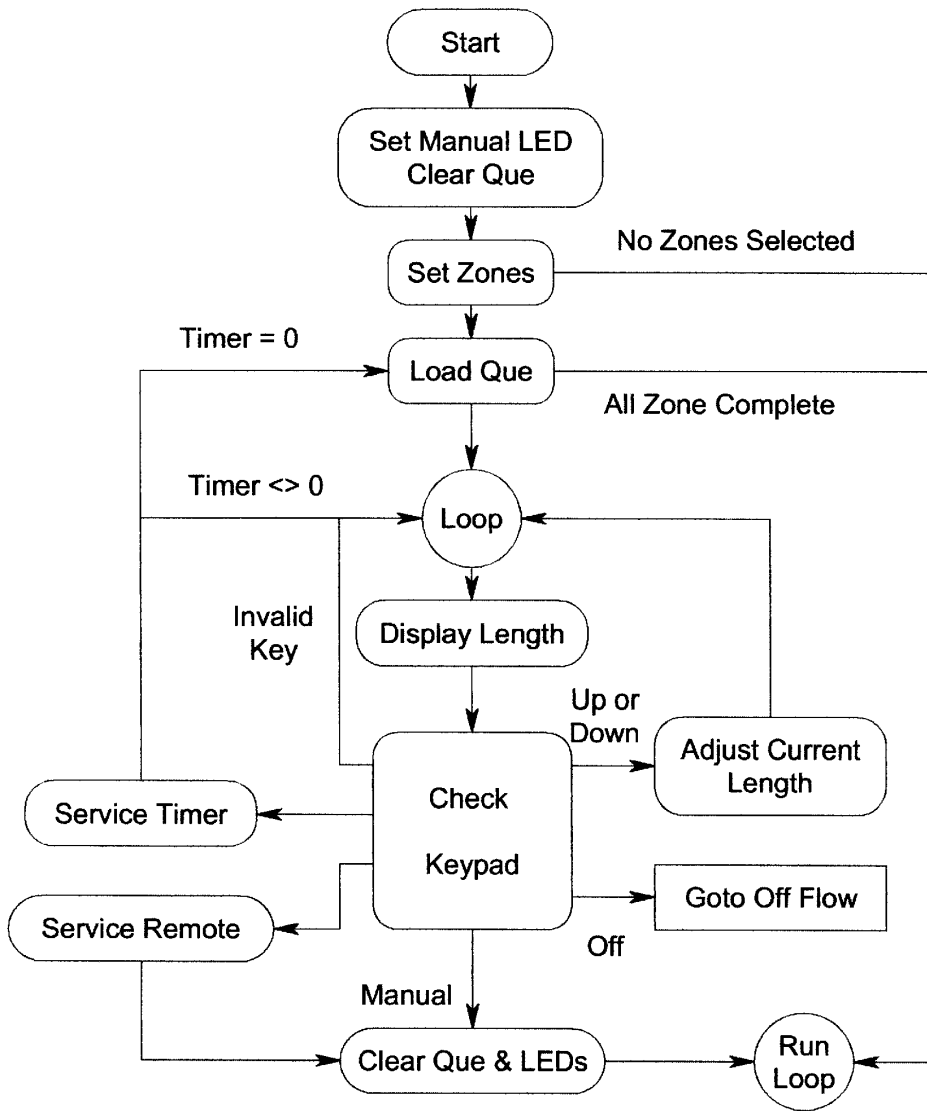 Start
Set Manual LED
Clear Que
No Zones Selected
Set Zones
Timer = 0
Load Que
All Zone Complete
Timer <> 0
Loop
Invalid
Key
Display Length
Up or
Down
Adjust Current
Length
Check
Keypad
Service Timer
Goto Off Flow
Service Remote
Off
Manual
Clear Que & LEDs
Run
Loop